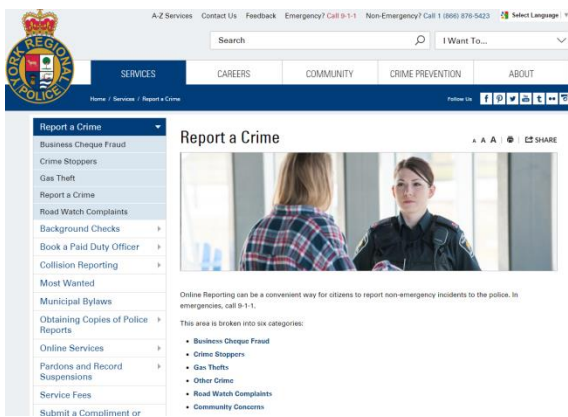 A-Z Services Contact Us Feedback Emergency? Call 9-1-1 Non-Emergency? Call 1 (866) 876-5423 Select Language
Search I Want To...
YORK REGIONAL
POLICE
SERVICES CAREERS COMMUNITY CRIME PREVENTION ABOUT
Home / Services / Report a Crime
Follow Us
Report a Crime
Business Cheque Fraud
Crime Stoppers
Gas Theft
Report a Crime
Road Watch Complaints
Background Checks
Book a Paid Duty Officer
Collision Reporting
Most Wanted
Municipal Bylaws
Obtaining Copies of Police
Reports
Online Services
Pardons and Record
Suspensions
Service Fees
Submit a Compliment or
Report a Crime
A A A SHARE
Online Reporting can be a convenient way for citizens to report non-emergency incidents to the police. In
emergencies, call 9-1-1.
This area is broken into six categories:
• Business Cheque Fraud
• Crime Stoppers
• Gas Thefts
• Other Crime
• Road Watch Complaints
• Community Concerns